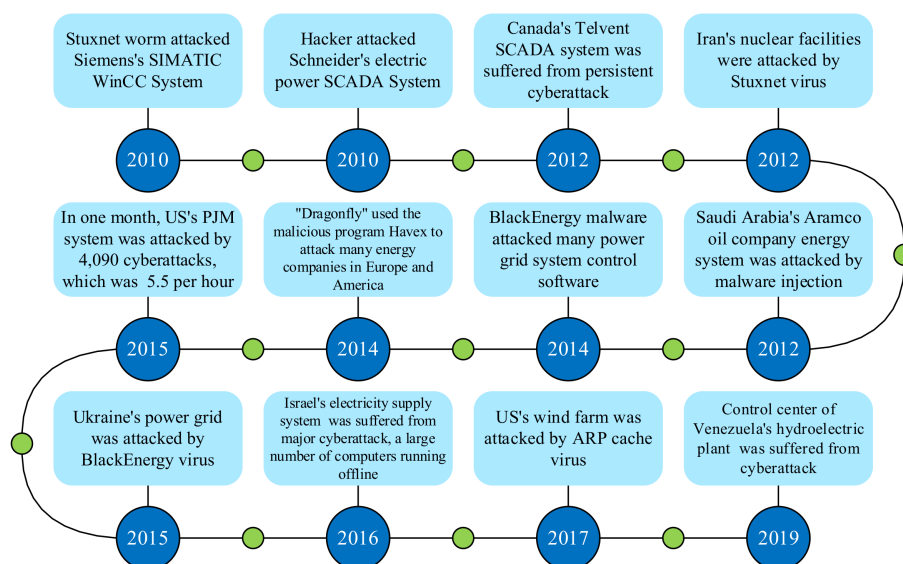 Stuxnet worm attacked
Siemens's SIMATIC
WinCC System
Hacker attacked
Schneider's electric
power SCADA System
Canada's Telvent
SCADA system was
suffered from persistent
cyberattack
Iran's nuclear facilities
were attacked by
Stuxnet virus
2010
2010
2012
2012
In one month, US's PJM
system was attacked by
4,090 cyberattacks,
which was 5.5 per hour
"Dragonfly" used the
malicious program Havex to
attack many energy
companies in Europe and
America
BlackEnergy malware
attacked many power
grid system control
software
Saudi Arabia's Aramco
oil company energy
system was attacked by
malware injection
2015
2014
2014
2012
Ukraine's power grid
was attacked by
BlackEnergy virus
Israel's electricity supply
system was suffered from
major cyberattack, a large
number of computers running
offline
US's wind farm was
attacked by ARP cache
virus
Control center of
Venezuela's hydroelectric
plant was suffered from
cyberattack
2015
2016
2017
2019